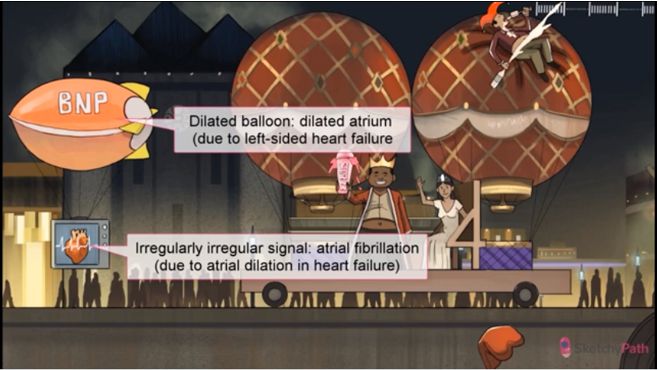 BNP
Dilated balloon: dilated atrium
(due to left-sided heart failure
4
Irregularly irregular signal: atrial fibrillation
(due to atrial dilation in heart failure)
SketchyPath